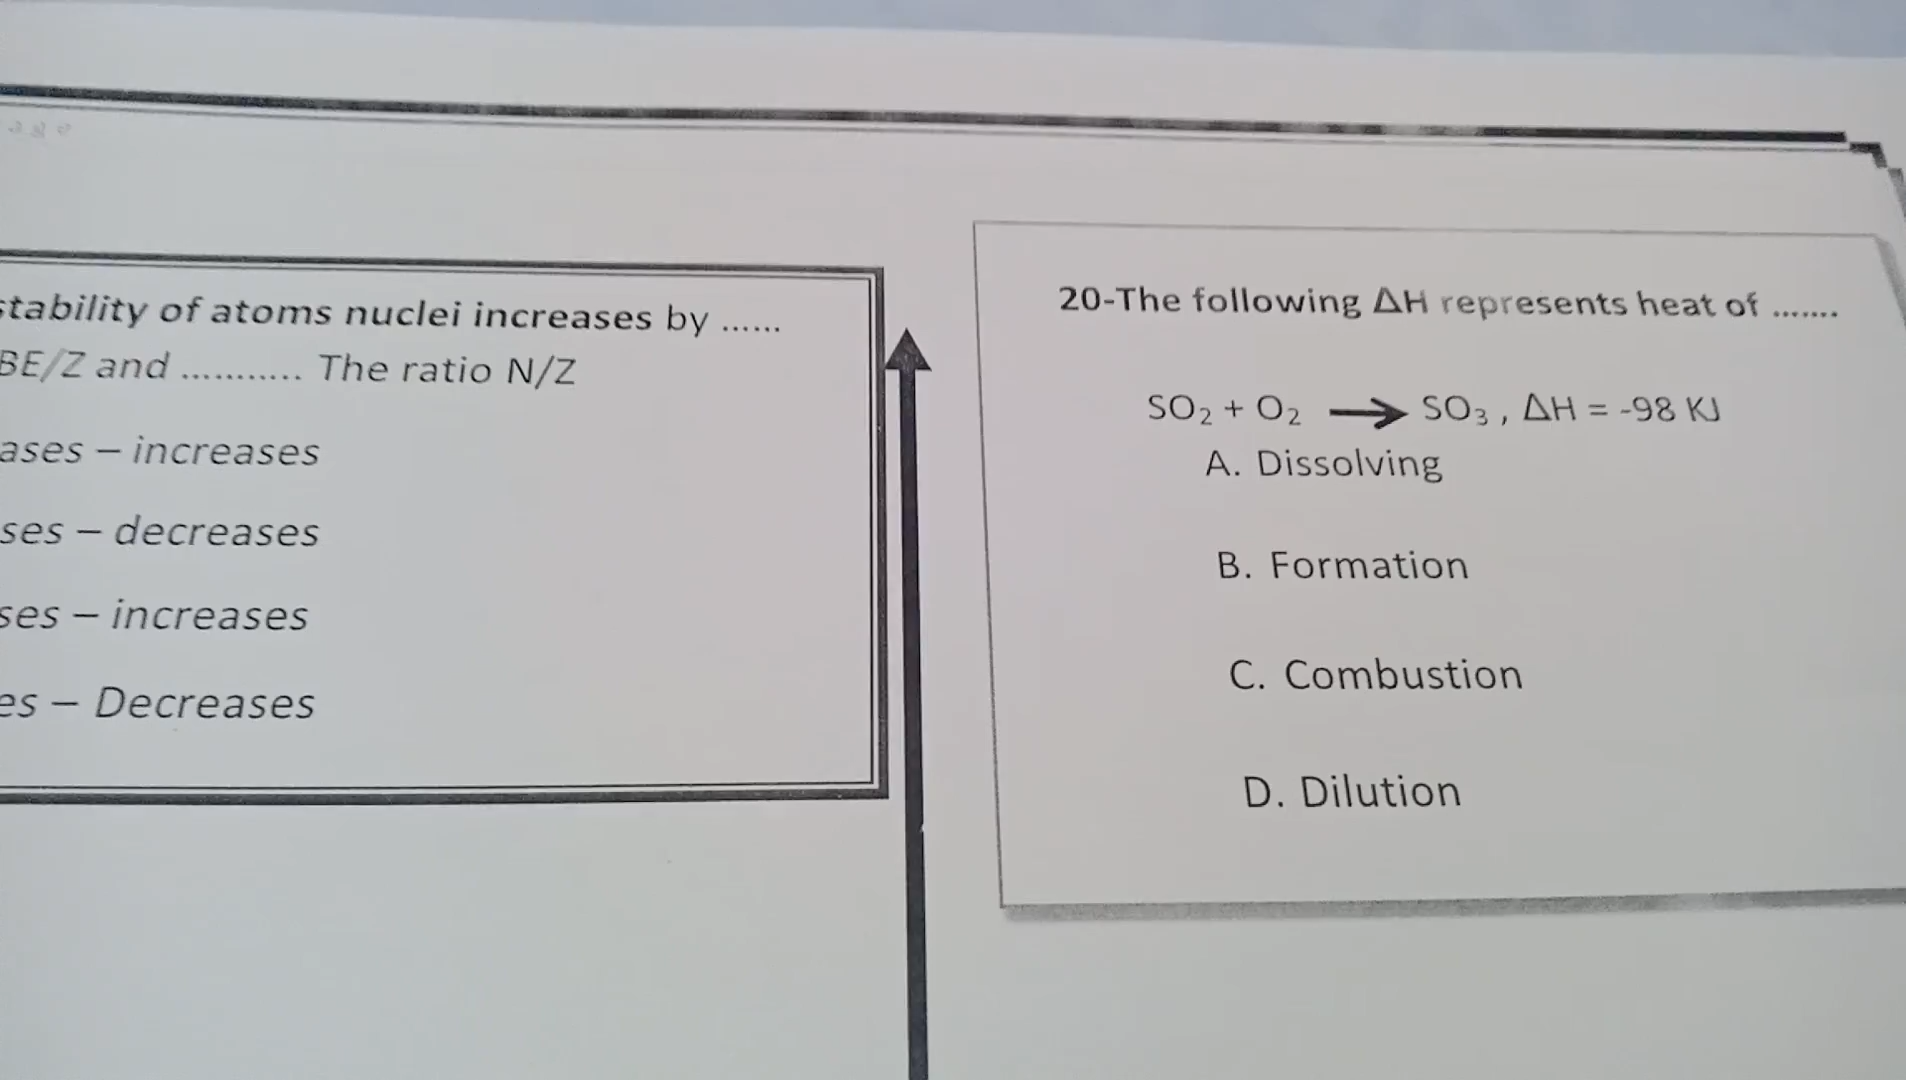 stability of atoms nuclei increases by ......
BE/Z and ........... The ratio N/Z
ases – increases
ses – decreases
ses – increases
es – Decreases
20-The following ΔH represents heat of .......
SO₂ + O₂ → SO₃ , ΔH = -98 KJ
A. Dissolving
B. Formation
C. Combustion
D. Dilution